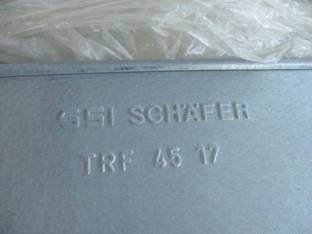 SSI SCHÄFER
TRF 45 17